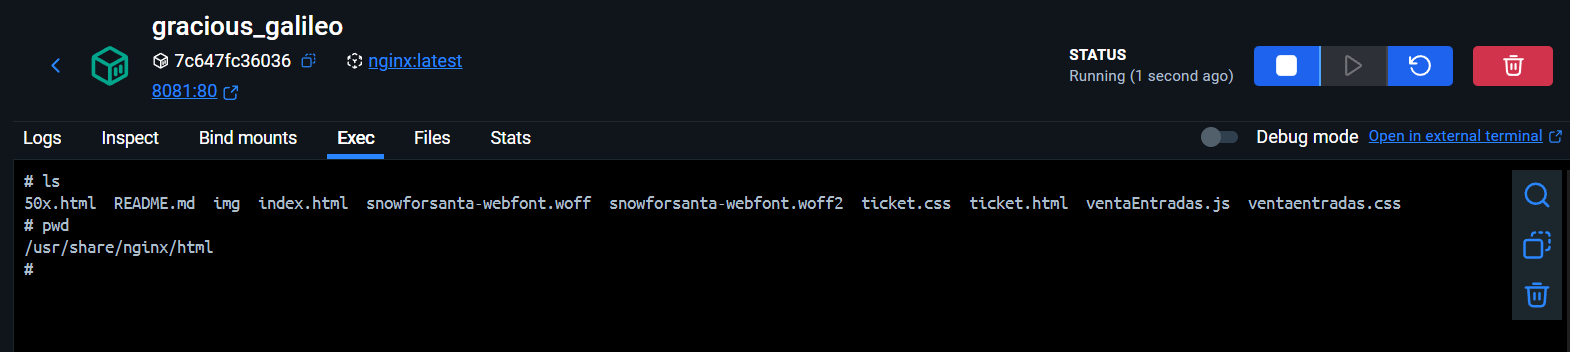 gracious_galileo
7c647fc36036 nginx:latest
8081:80
STATUS
Running (1 second ago)
Logs Inspect Bind mounts Exec Files Stats
Debug mode Open in external terminal
# ls
50x.html README.md img index.html snowforsanta-webfont.woff snowforsanta-webfont.woff2 ticket.css ticket.html ventaEntradas.js ventaentradas.css
# pwd
/usr/share/nginx/html
#